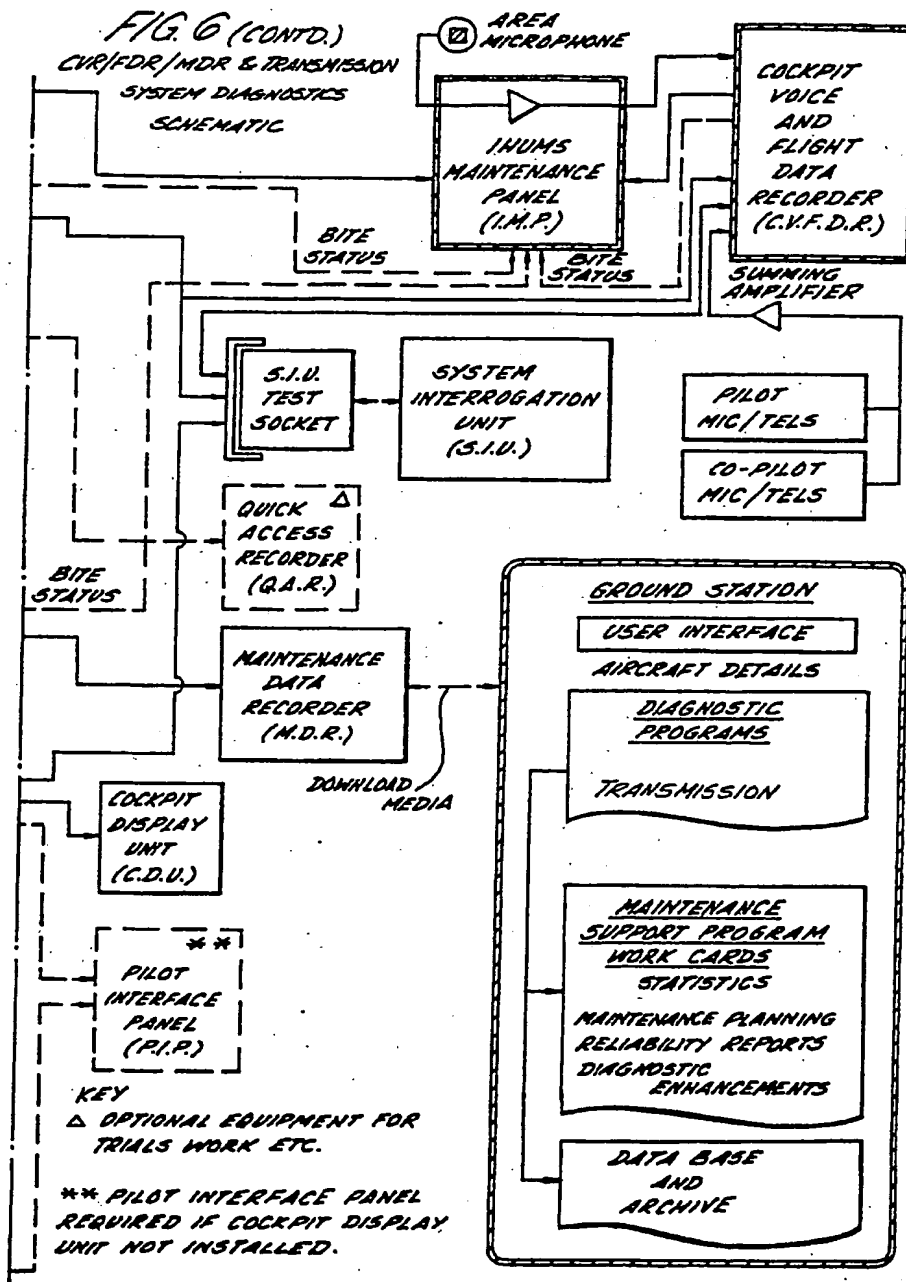 FIG. 6 (CONTD.)
CVR/FDR/MDR & TRANSMISSION
SYSTEM DIAGNOSTICS
SCHEMATIC
AREA
MICROPHONE
I.HUMS
MAINTENANCE
PANEL
(I.M.P.)
COCKPIT
VOICE
AND
FLIGHT
DATA
RECORDER
(C.V.F.D.R.)
BITE
STATUS
BITE
STATUS
SUMMING
AMPLIFIER
S.I.U.
TEST
SOCKET
SYSTEM
INTERROGATION
UNIT
(S.I.U.)
PILOT
MIC/TELS
CO-PILOT
MIC/TELS
QUICK Δ
ACCESS
RECORDER
(Q.A.R.)
BITE
STATUS
MAINTENANCE
DATA
RECORDER
(M.D.R.)
DOWNLOAD
MEDIA
GROUND STATION
USER INTERFACE
AIRCRAFT DETAILS
DIAGNOSTIC
PROGRAMS
TRANSMISSION
COCKPIT
DISPLAY
UNIT
(C.D.U.)
MAINTENANCE
SUPPORT PROGRAM
WORK CARDS
STATISTICS
MAINTENANCE PLANNING
RELIABILITY REPORTS
DIAGNOSTIC
ENHANCEMENTS
**
PILOT
INTERFACE
PANEL
(P.I.P.)
DATA BASE
AND
ARCHIVE
KEY
Δ OPTIONAL EQUIPMENT FOR
TRIALS WORK ETC.
** PILOT INTERFACE PANEL
REQUIRED IF COCKPIT DISPLAY
UNIT NOT INSTALLED.